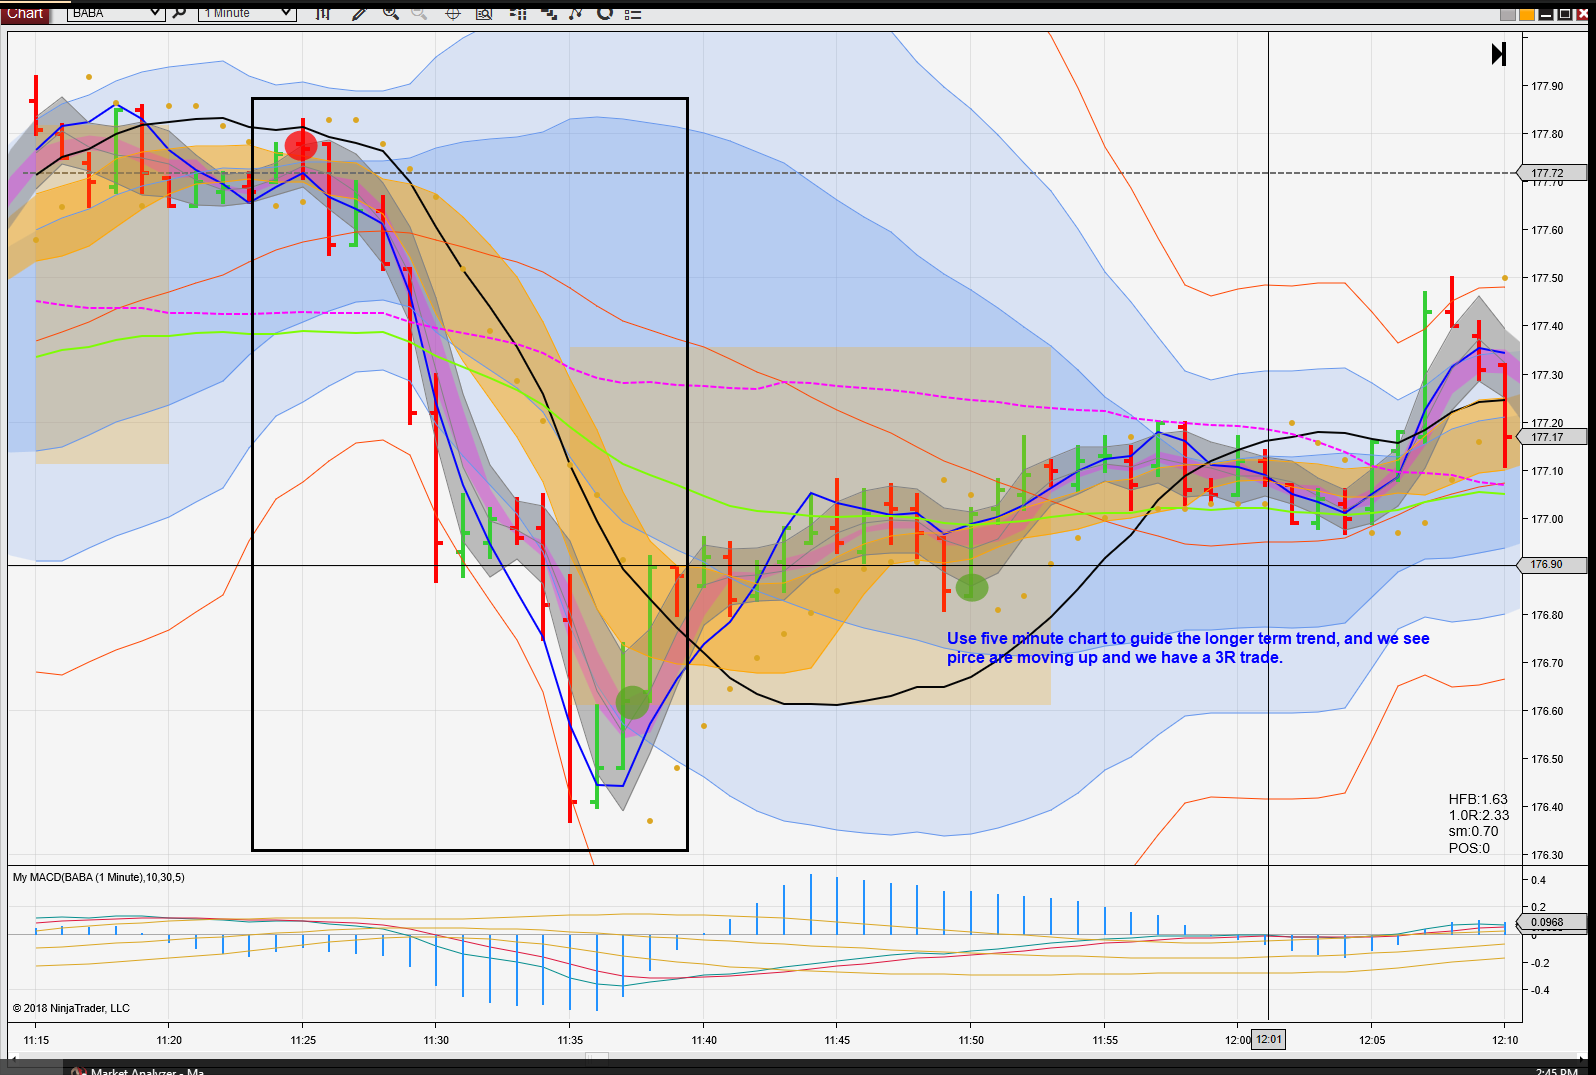 Chart BABA 1 Minute
177.90
177.80
177.72
177.70
177.60
177.50
177.40
177.30
177.20
177.17
177.10
177.00
176.90
176.80
Use five minute chart to guide the longer term trend, and we see
pirce are moving up and we have a 3R trade.
176.70
176.60
176.50
HFB:1.63
176.40
1.0R:2.33
sm:0.70
POS:0
176.30
My MACD(BABA (1 Minute),10,30,5)
0.4
0.2
0.0968
0
-0.2
-0.4
© 2018 NinjaTrader, LLC
11:15 11:20 11:25 11:30 11:35 11:40 11:45 11:50 11:55 12:00 12:01 12:05 12:10
Market Analyzer - Ma
2:45 PM